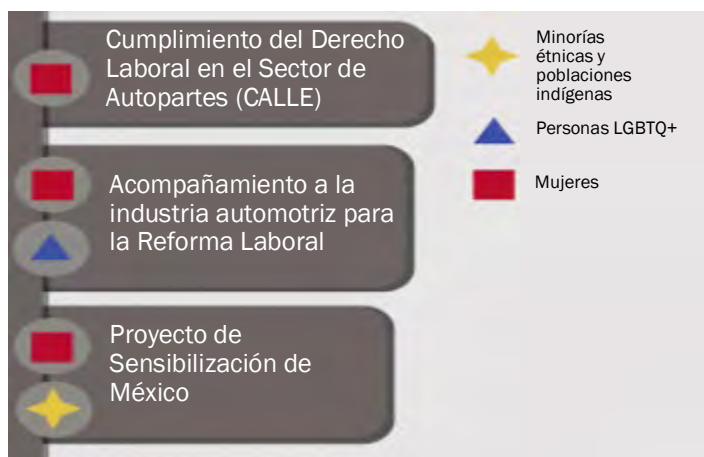 Cumplimiento del Derecho
Laboral en el Sector de
Autopartes (CALLE)
Acompañamiento a la
industria automotriz para
la Reforma Laboral
Proyecto de
Sensibilización de
México
Minorías
étnicas y
poblaciones
indígenas
Personas LGBTQ+
Mujeres